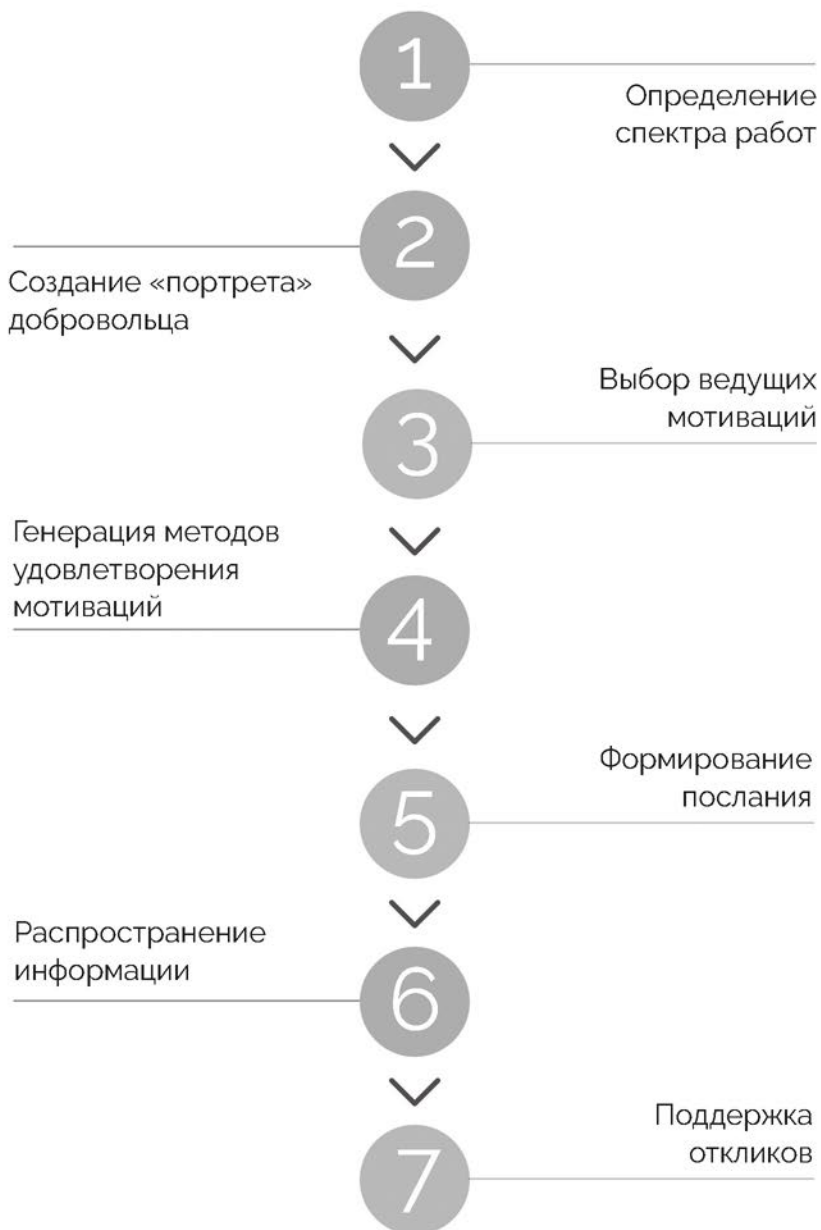 1
Определение
спектра работ
2
Создание «портрета»
добровольца
3
Выбор ведущих
мотиваций
Генерация методов
удовлетворения
мотиваций
4
5
Формирование
послания
Распространение
информации
6
7
Поддержка
откликов